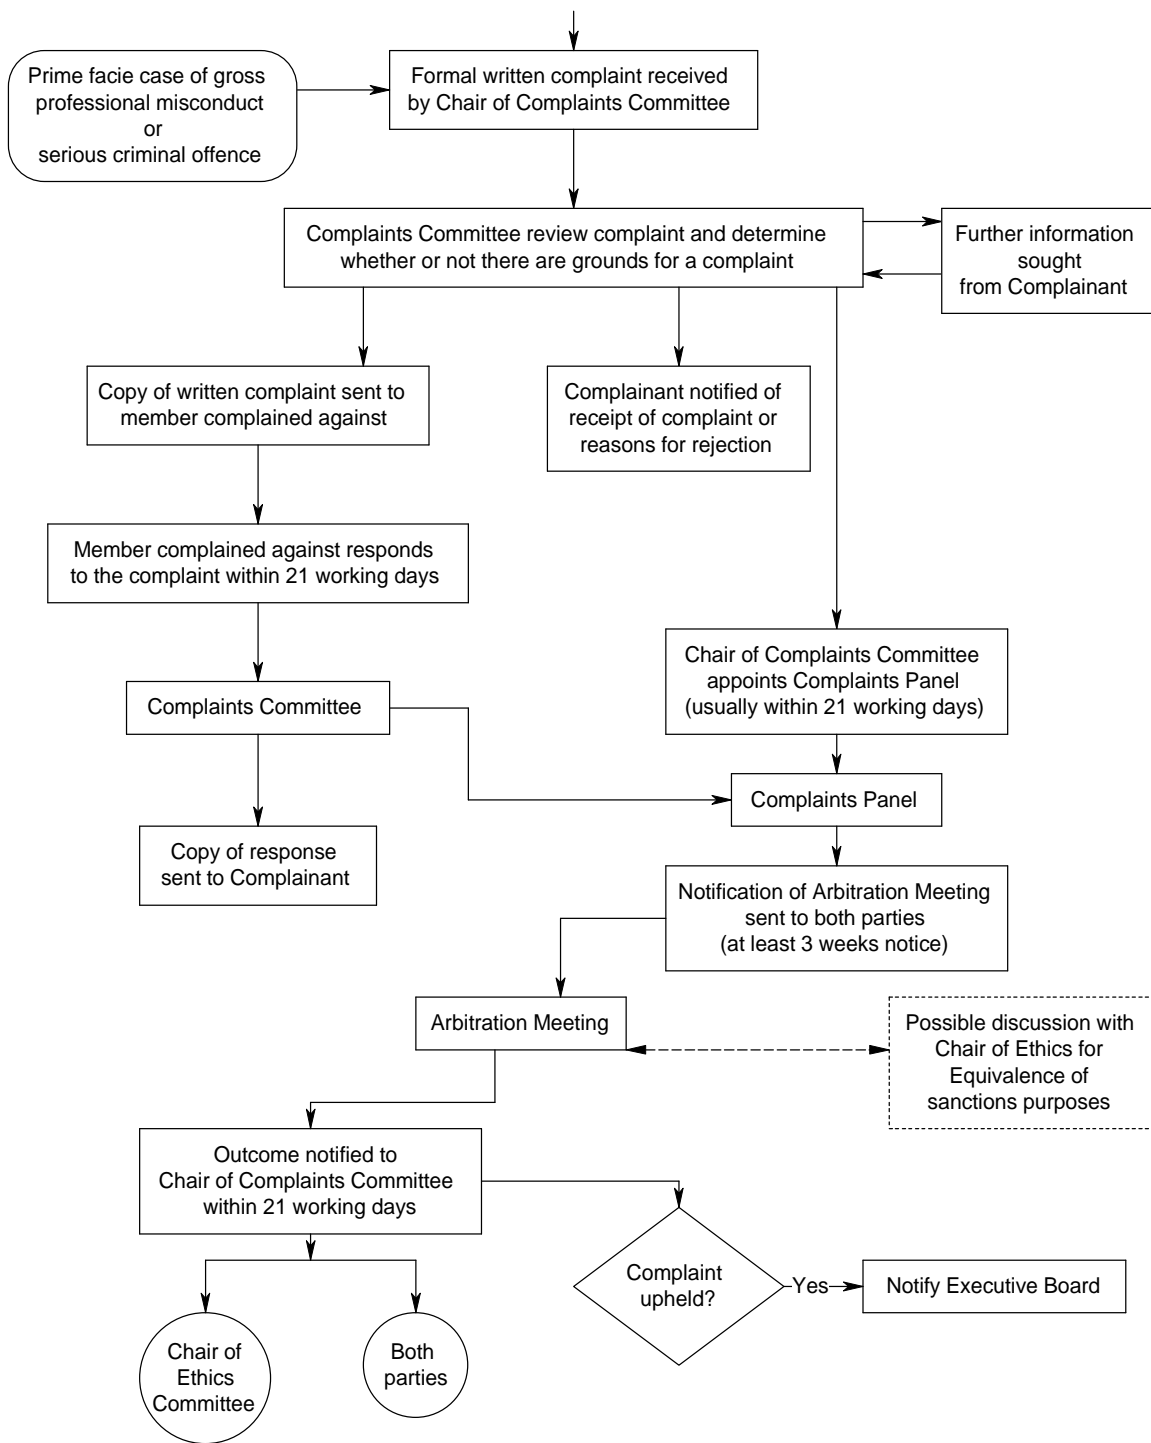 Prime facie case of gross
professional misconduct
or
serious criminal offence
Formal written complaint received
by Chair of Complaints Committee
Complaints Committee review complaint and determine
whether or not there are grounds for a complaint
Further information
sought
from Complainant
Copy of written complaint sent to
member complained against
Complainant notified of
receipt of complaint or
reasons for rejection
Member complained against responds
to the complaint within 21 working days
Chair of Complaints Committee
appoints Complaints Panel
(usually within 21 working days)
Complaints Committee
Complaints Panel
Copy of response
sent to Complainant
Notification of Arbitration Meeting
sent to both parties
(at least 3 weeks notice)
Arbitration Meeting
Possible discussion with
Chair of Ethics for
Equivalence of
sanctions purposes
Outcome notified to
Chair of Complaints Committee
within 21 working days
Complaint
upheld?
Yes
Notify Executive Board
Chair of
Ethics
Committee
Both
parties